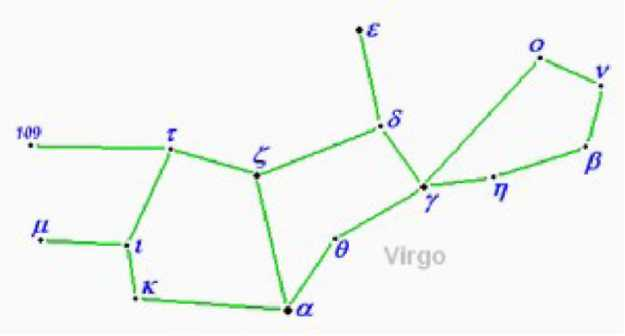 ε
ο
ν
δ
109
τ
ζ
β
γ
η
μ
ι
θ
Virgo
κ
α